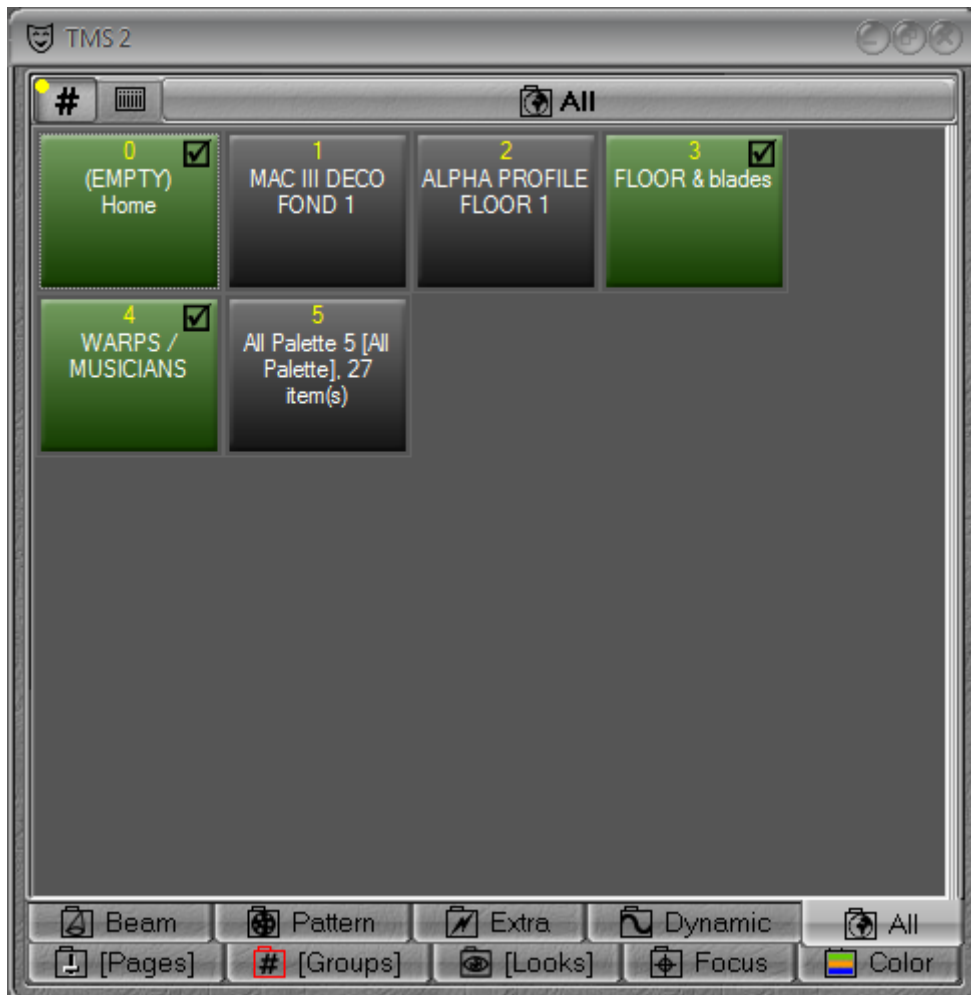 TMS 2
# All
0
(EMPTY)
Home
1
MAC III DECO
FOND 1
2
ALPHA PROFILE
FLOOR 1
3
FLOOR & blades
4
WARPS /
MUSICIANS
5
All Palette 5 [All
Palette], 27
item(s)
Beam Pattern Extra Dynamic All
[Pages] # [Groups] [Looks] Focus Color